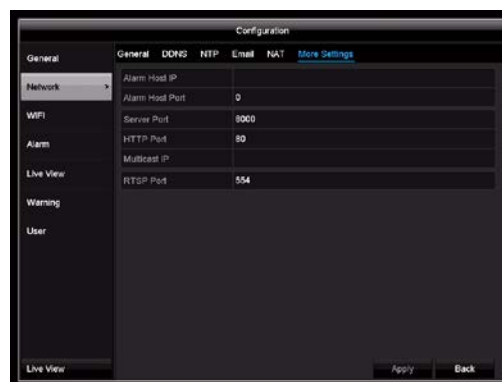 Configuration
General
Network >
WIFI
Alarm
Live View
Warning
User
Live View
General DDNS NTP Email NAT More Settings
Alarm Host IP
Alarm Host Port 0
Server Port 8000
HTTP Port 80
Multicast IP
RTSP Port 554
Apply Back